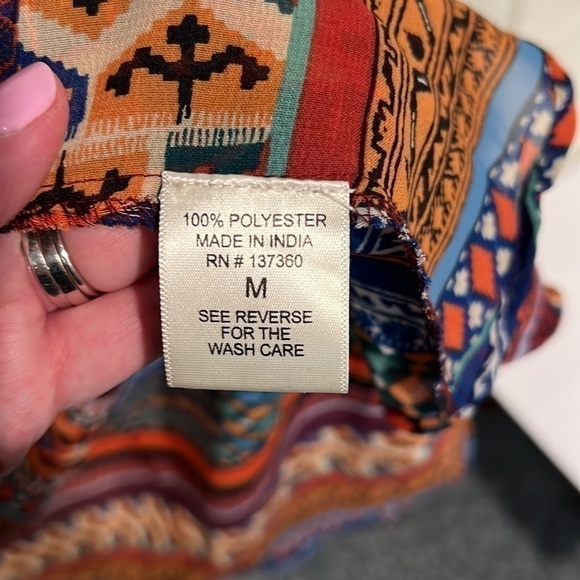 100% POLYESTER
MADE IN INDIA
RN # 137360
M
SEE REVERSE
FOR THE
WASH CARE